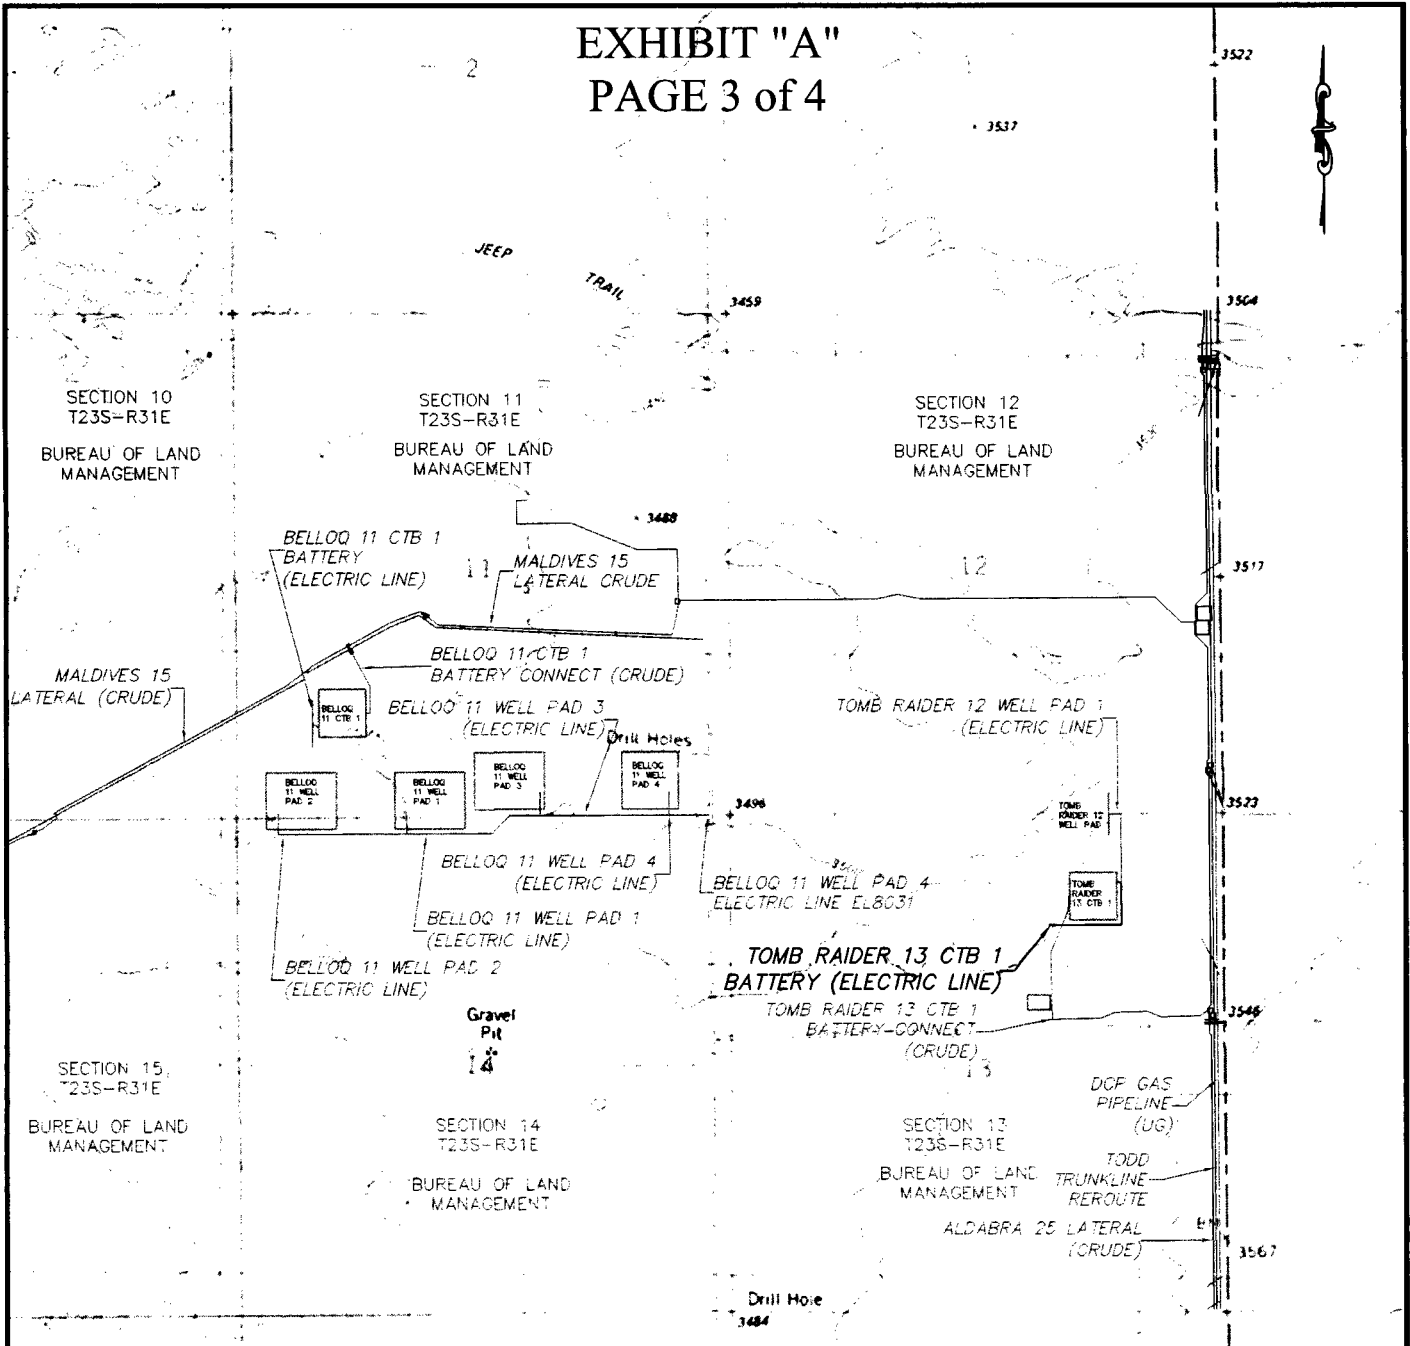 EXHIBIT "A"
PAGE 3 of 4
2
3522
3537
JEEP
TRAIL
3459
3504
SECTION 10
T23S-R31E
BUREAU OF LAND
MANAGEMENT
SECTION 11
T23S-R31E
BUREAU OF LAND
MANAGEMENT
SECTION 12
T23S-R31E
BUREAU OF LAND
MANAGEMENT
3488
BELLOQ 11 CTB 1
BATTERY
(ELECTRIC LINE)
11
MALDIVES 15
LATERAL CRUDE
12
3517
BELLOQ 11 CTB 1
BATTERY CONNECT (CRUDE)
MALDIVES 15
LATERAL (CRUDE)
BELLOQ
11 CTB 1
BELLOQ 11 WELL PAD 3
(ELECTRIC LINE)
Drill Holes
TOMB RAIDER 12 WELL PAD 1
(ELECTRIC LINE)
BELLOQ
11 WELL
PAD 2
BELLOQ
11 WELL
PAD 1
BELLOQ
11 WELL
PAD 3
BELLOQ
11 WELL
PAD 4
3496
TOMB
RAIDER 12
WELL PAD
3523
BELLOQ 11 WELL PAD 4
(ELECTRIC LINE)
BELLOQ 11 WELL PAD 4
ELECTRIC LINE EL8031
TOMB
RAIDER
13 CTB 1
BELLOQ 11 WELL PAD 1
(ELECTRIC LINE)
BELLOQ 11 WELL PAD 2
(ELECTRIC LINE)
TOMB RAIDER 13 CTB 1
BATTERY (ELECTRIC LINE)
TOMB RAIDER 13 CTB 1
BATTERY CONNECT
(CRUDE)
3546
Gravel
Pit
14
13
SECTION 15,
T23S-R31E
BUREAU OF LAND
MANAGEMENT
SECTION 14
T23S-R31E
BUREAU OF LAND
MANAGEMENT
SECTION 13
T23S-R31E
BUREAU OF LAND
MANAGEMENT
DCP GAS
PIPELINE
(UG)
TODD
TRUNKLINE
REROUTE
ALDABRA 25 LATERAL
(CRUDE)
3567
Drill Hole
3484